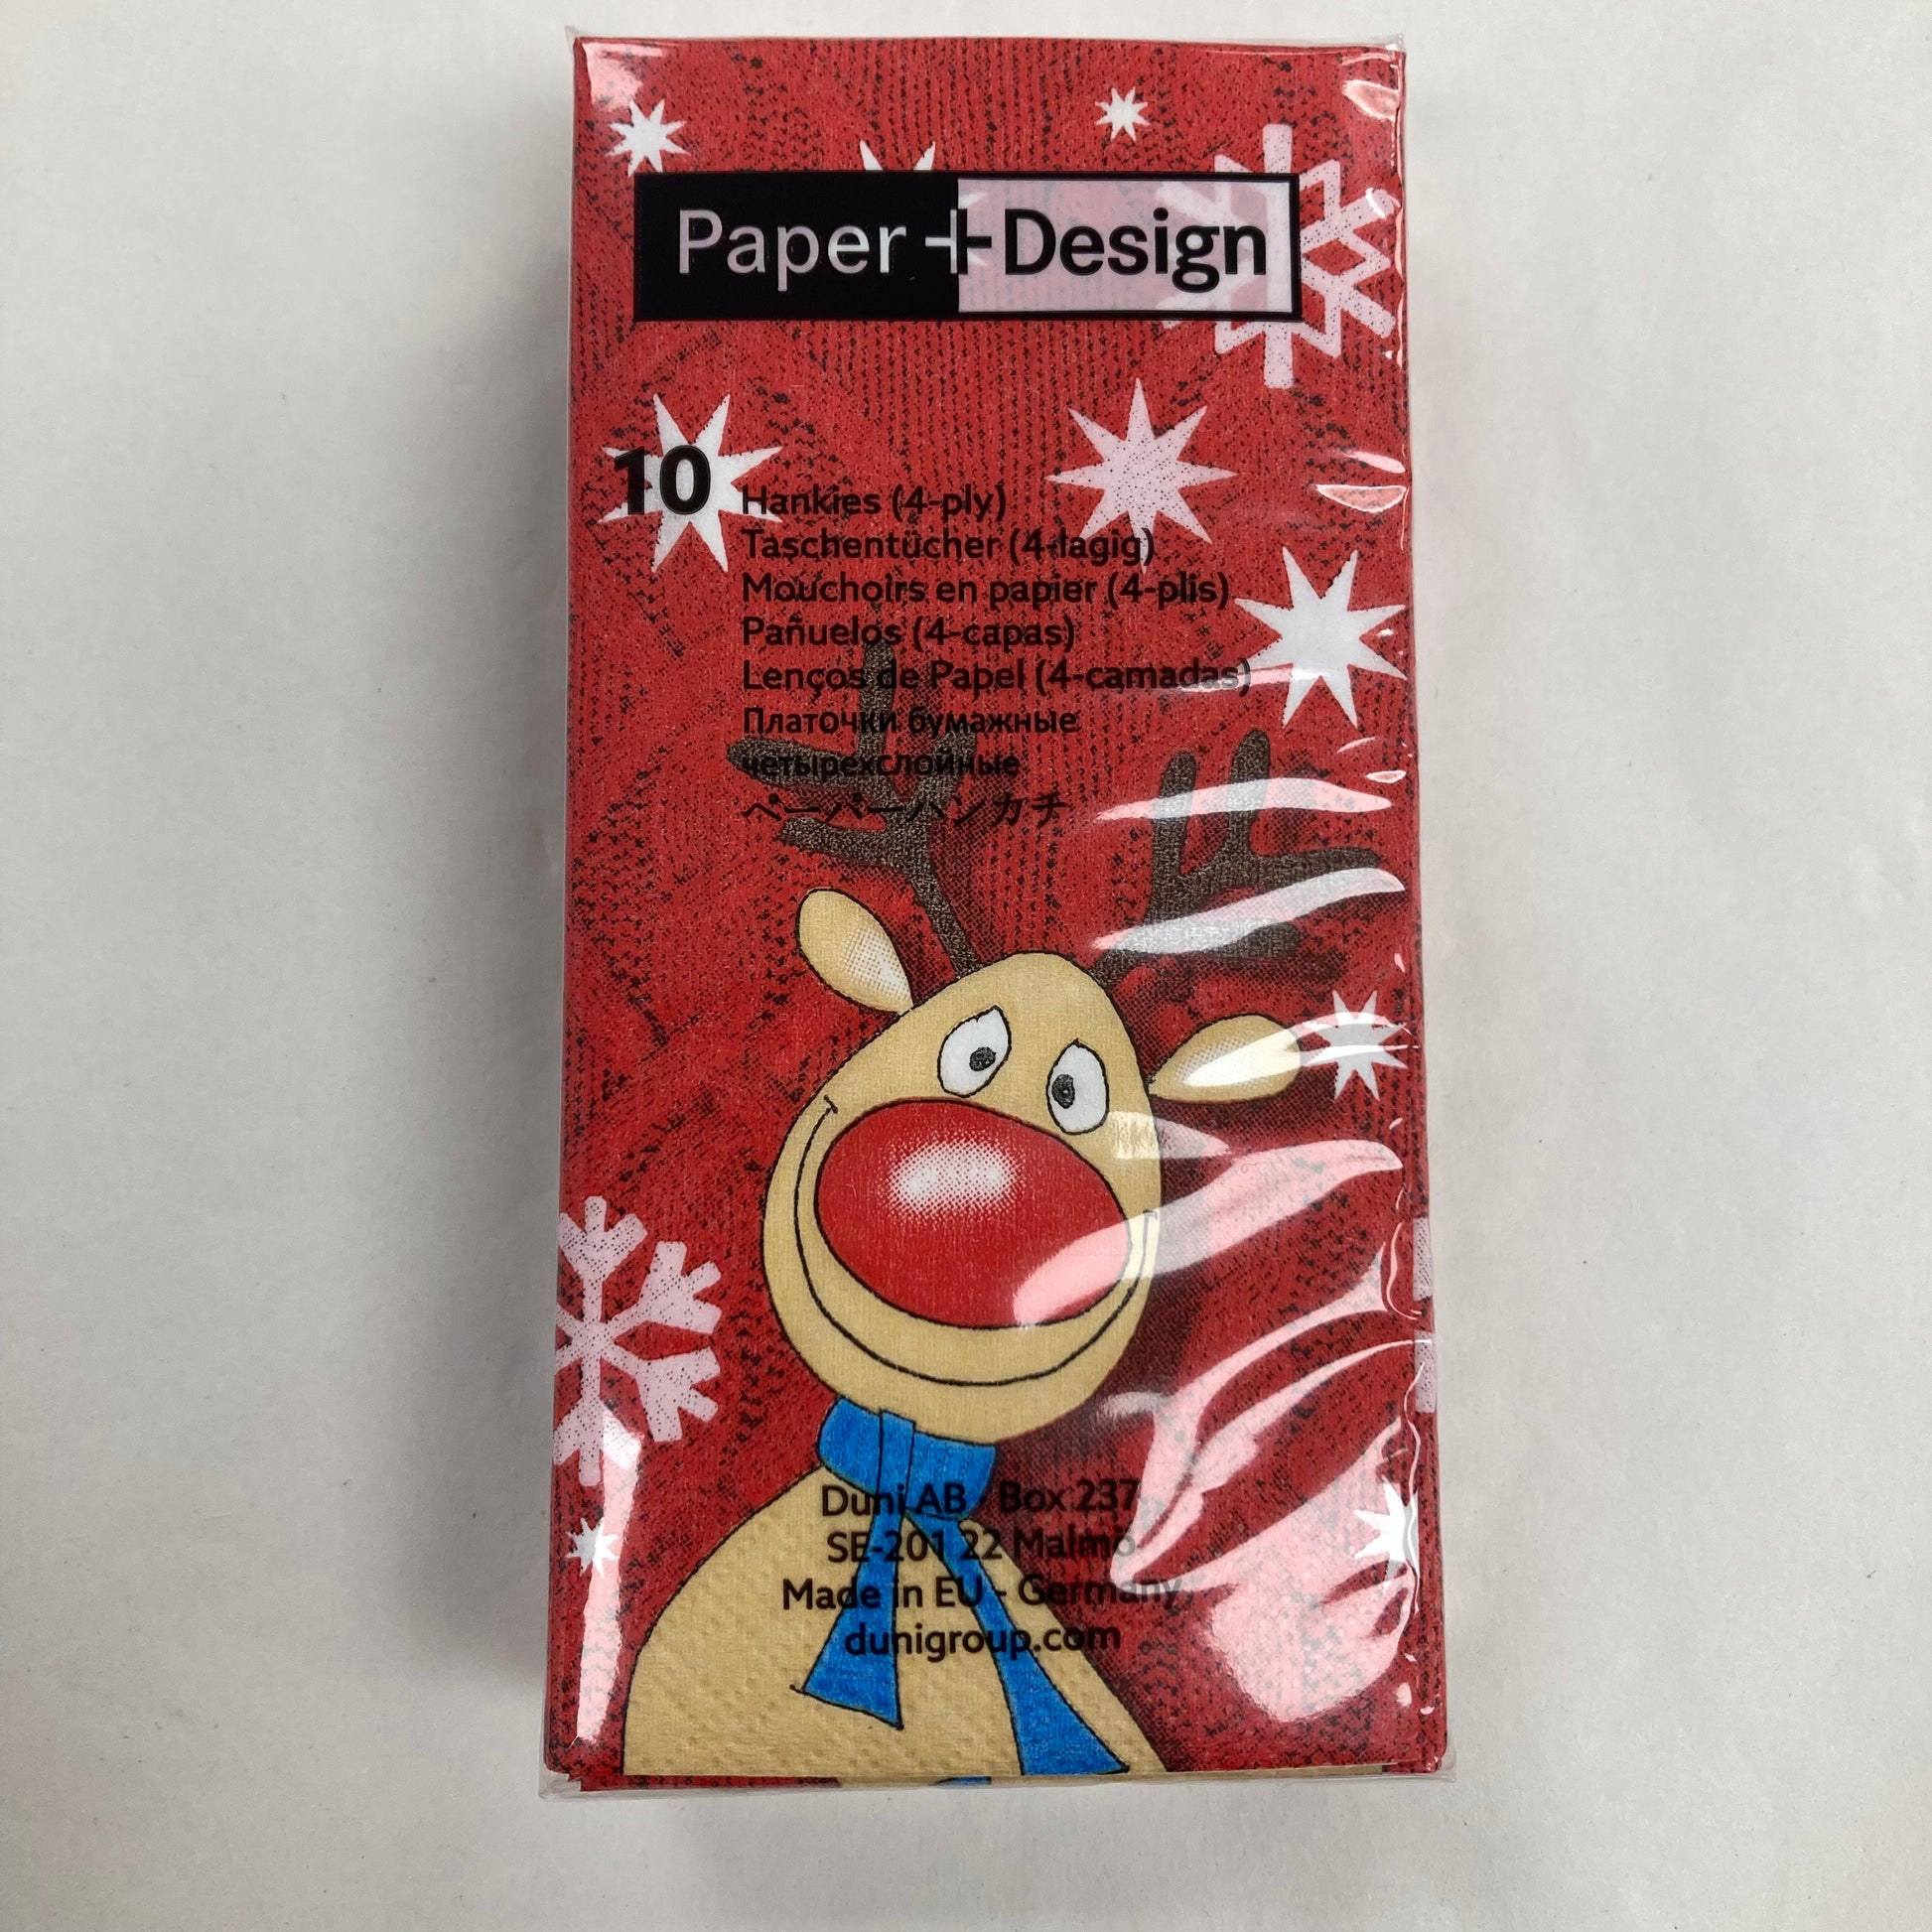 Paper + Design
10
Hankies (4-ply)
Taschentücher (4-lagig)
Mouchoirs en papier (4-plis)
Pañuelos (4-capas)
Lenços de Papel (4-camadas)
Платочки бумажные
четырехслойные
ペーパーハンカチ
Duni AB · Box 237
SE-201 22 Malmö
Made in EU - Germany
dunigroup.com